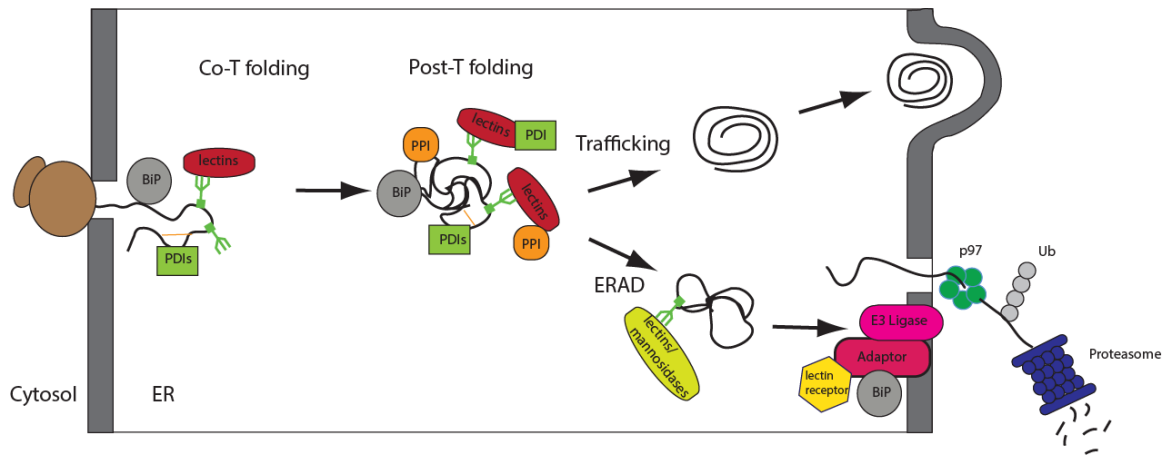 Co-T folding
Post-T folding
lectins
BiP
PDIs
PPI
lectins
PDI
BiP
lectins
PDIs
PPI
Trafficking
ERAD
lectins/
mannosidases
p97
Ub
E3 Ligase
Adaptor
lectin
receptor
BiP
Proteasome
Cytosol
ER